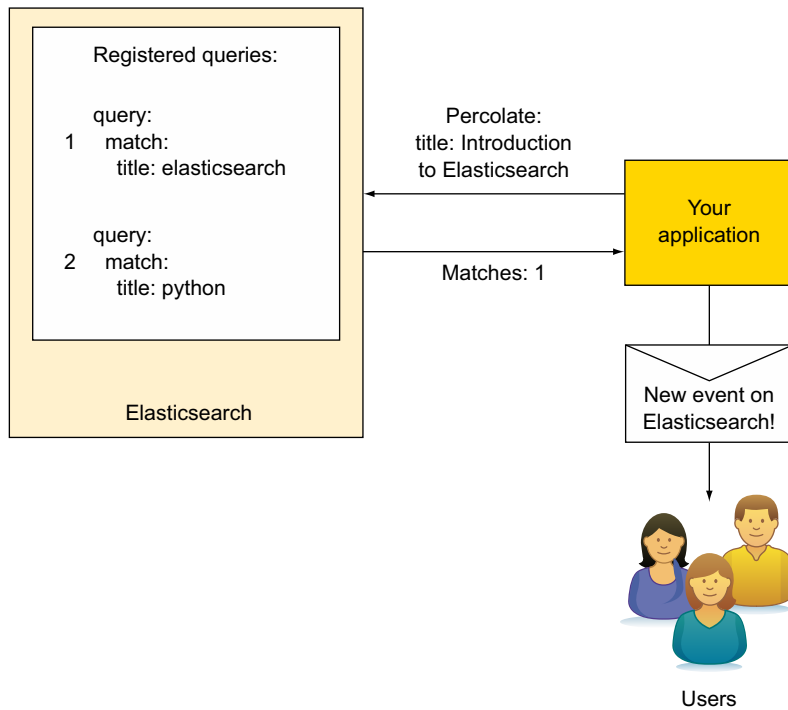 Registered queries:
query:
1 match:
title: elasticsearch
query:
2 match:
title: python
Elasticsearch
Percolate:
title: Introduction
to Elasticsearch
Matches: 1
Your
application
New event on
Elasticsearch!
Users